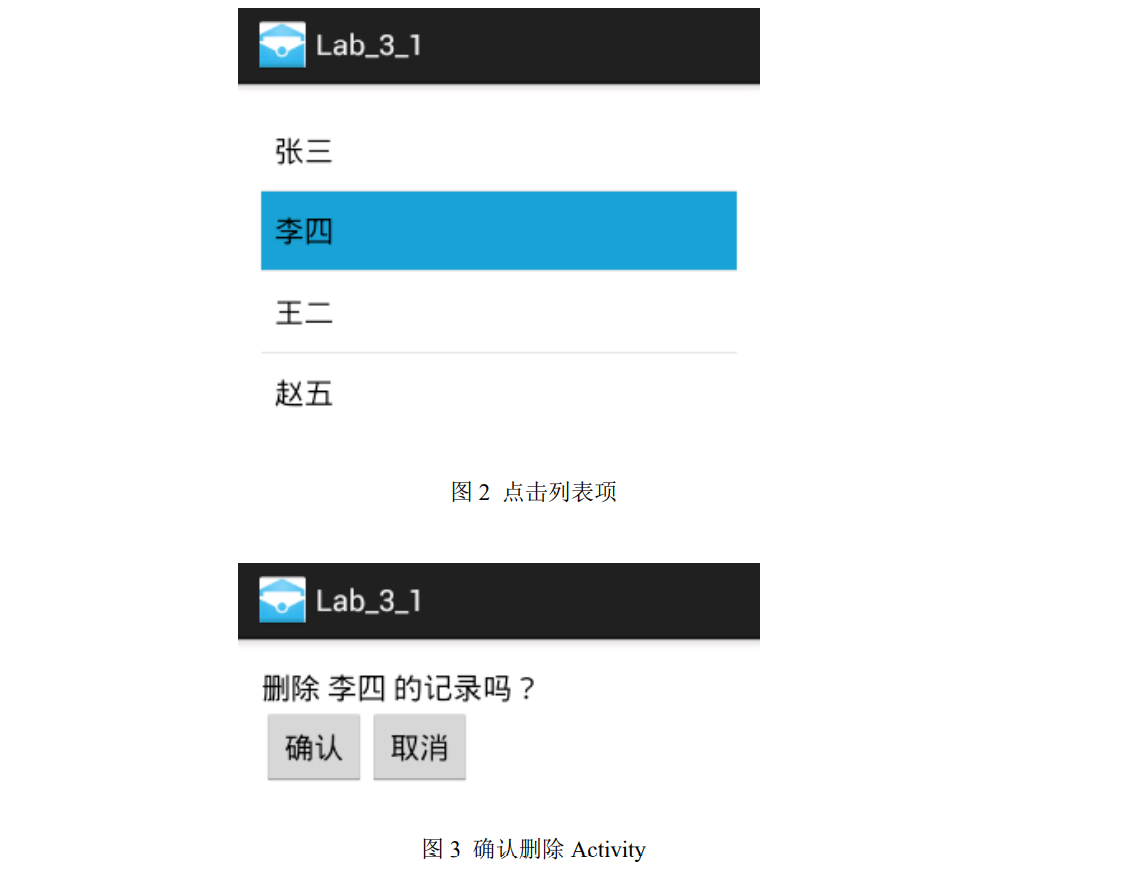 Lab_3_1
张三
李四
王二
赵五
图 2 点击列表项
Lab_3_1
删除 李四 的记录吗？
确认 取消
图 3 确认删除 Activity